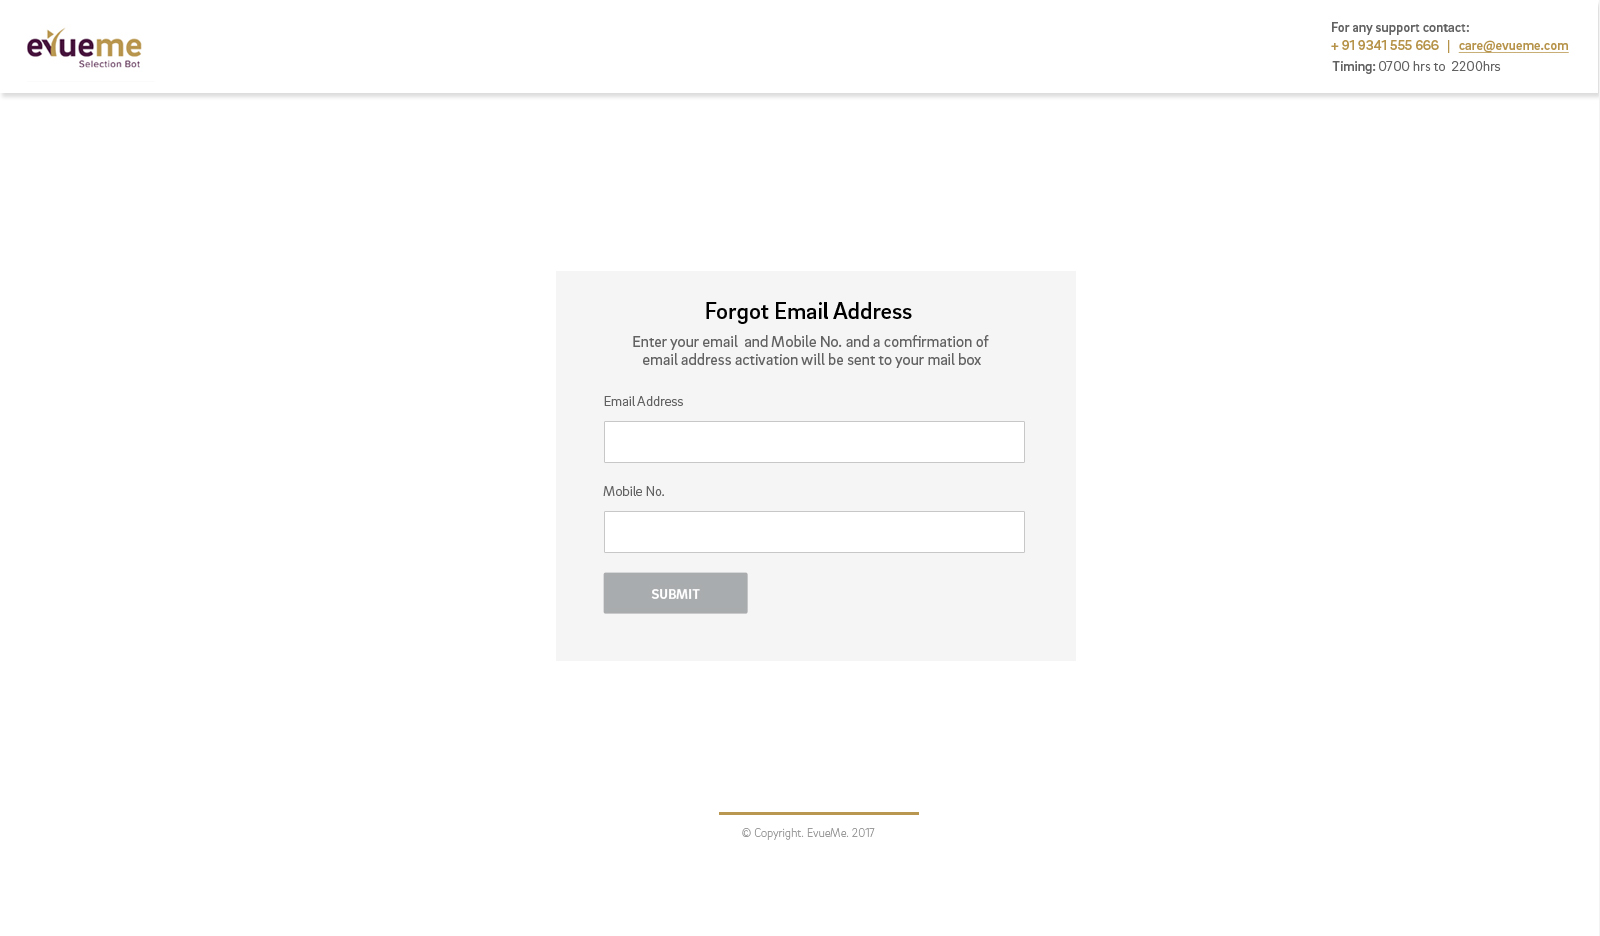 evueme
Selection Bot
For any support contact:
+ 91 9341 555 666 | care@evueme.com
Timing: 0700 hrs to 2200hrs
Forgot Email Address
Enter your email and Mobile No. and a comfirmation of
email address activation will be sent to your mail box
Email Address
Mobile No.
SUBMIT
© Copyright. EvueMe. 2017